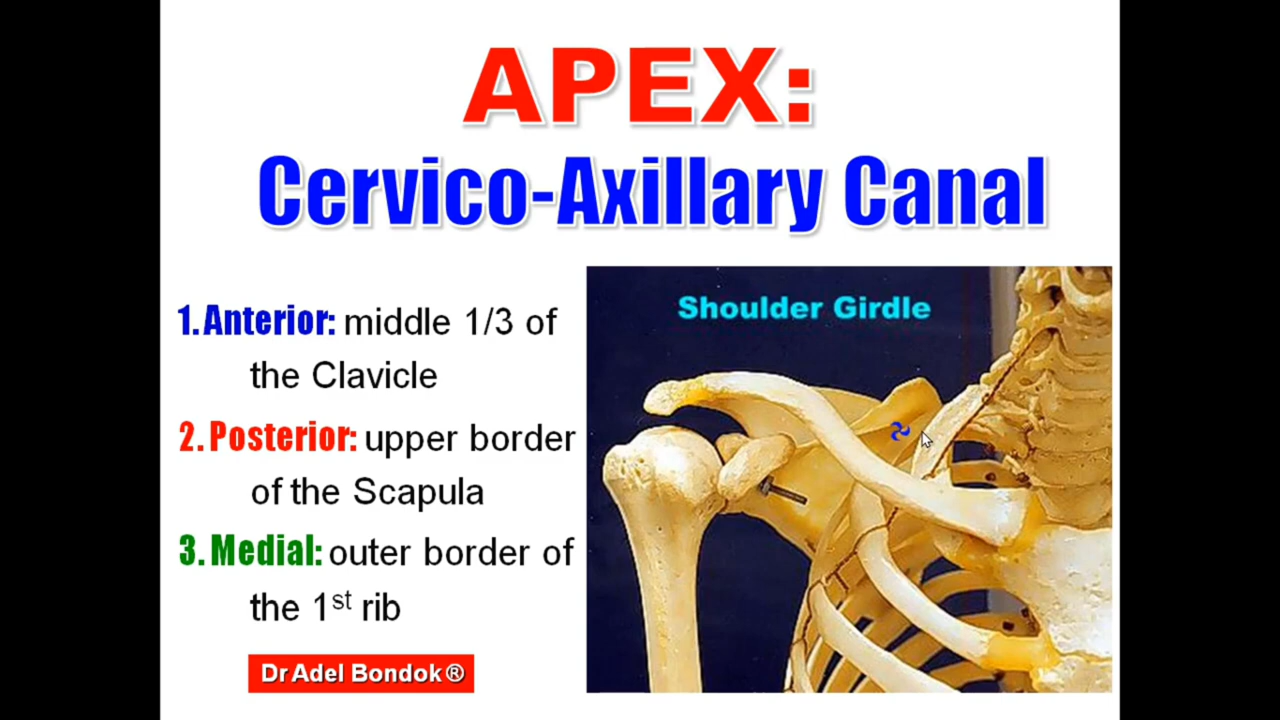 APEX:
Cervico-Axillary Canal
1. Anterior: middle 1/3 of
the Clavicle
2. Posterior: upper border
of the Scapula
3. Medial: outer border of
the 1st rib
Dr Adel Bondok ®
Shoulder Girdle